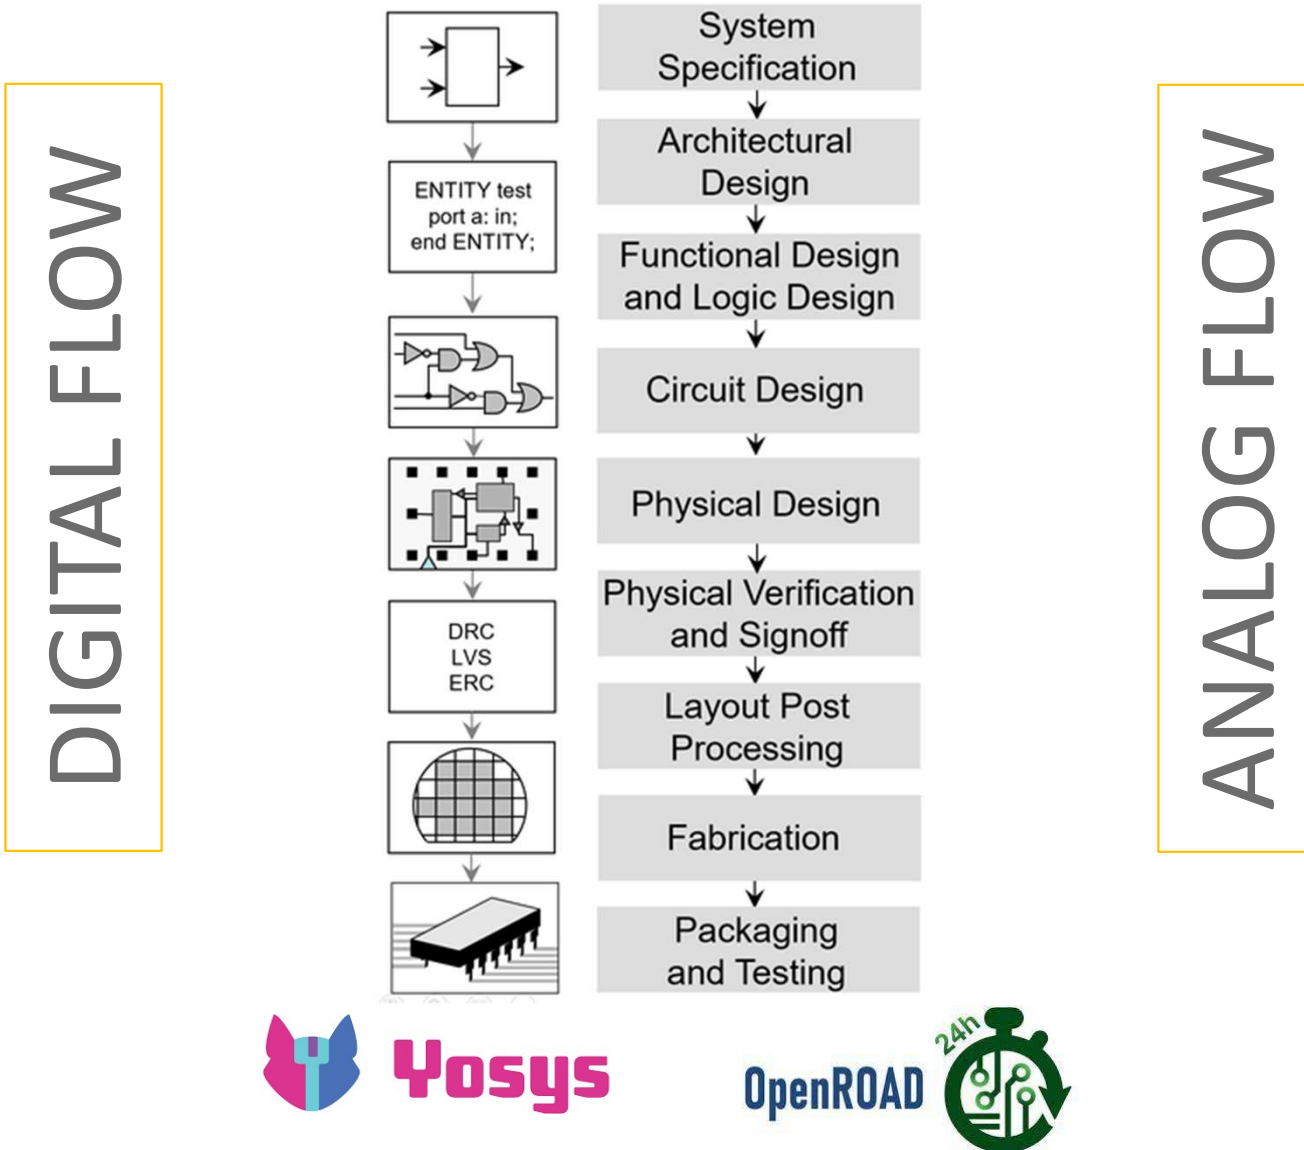 DIGITAL FLOW
ENTITY test
port a: in;
end ENTITY;
DRC
LVS
ERC
System
Specification
Architectural
Design
Functional Design
and Logic Design
Circuit Design
Physical Design
Physical Verification
and Signoff
Layout Post
Processing
Fabrication
Packaging
and Testing
ANALOG FLOW
Yosys
OpenROAD
24h